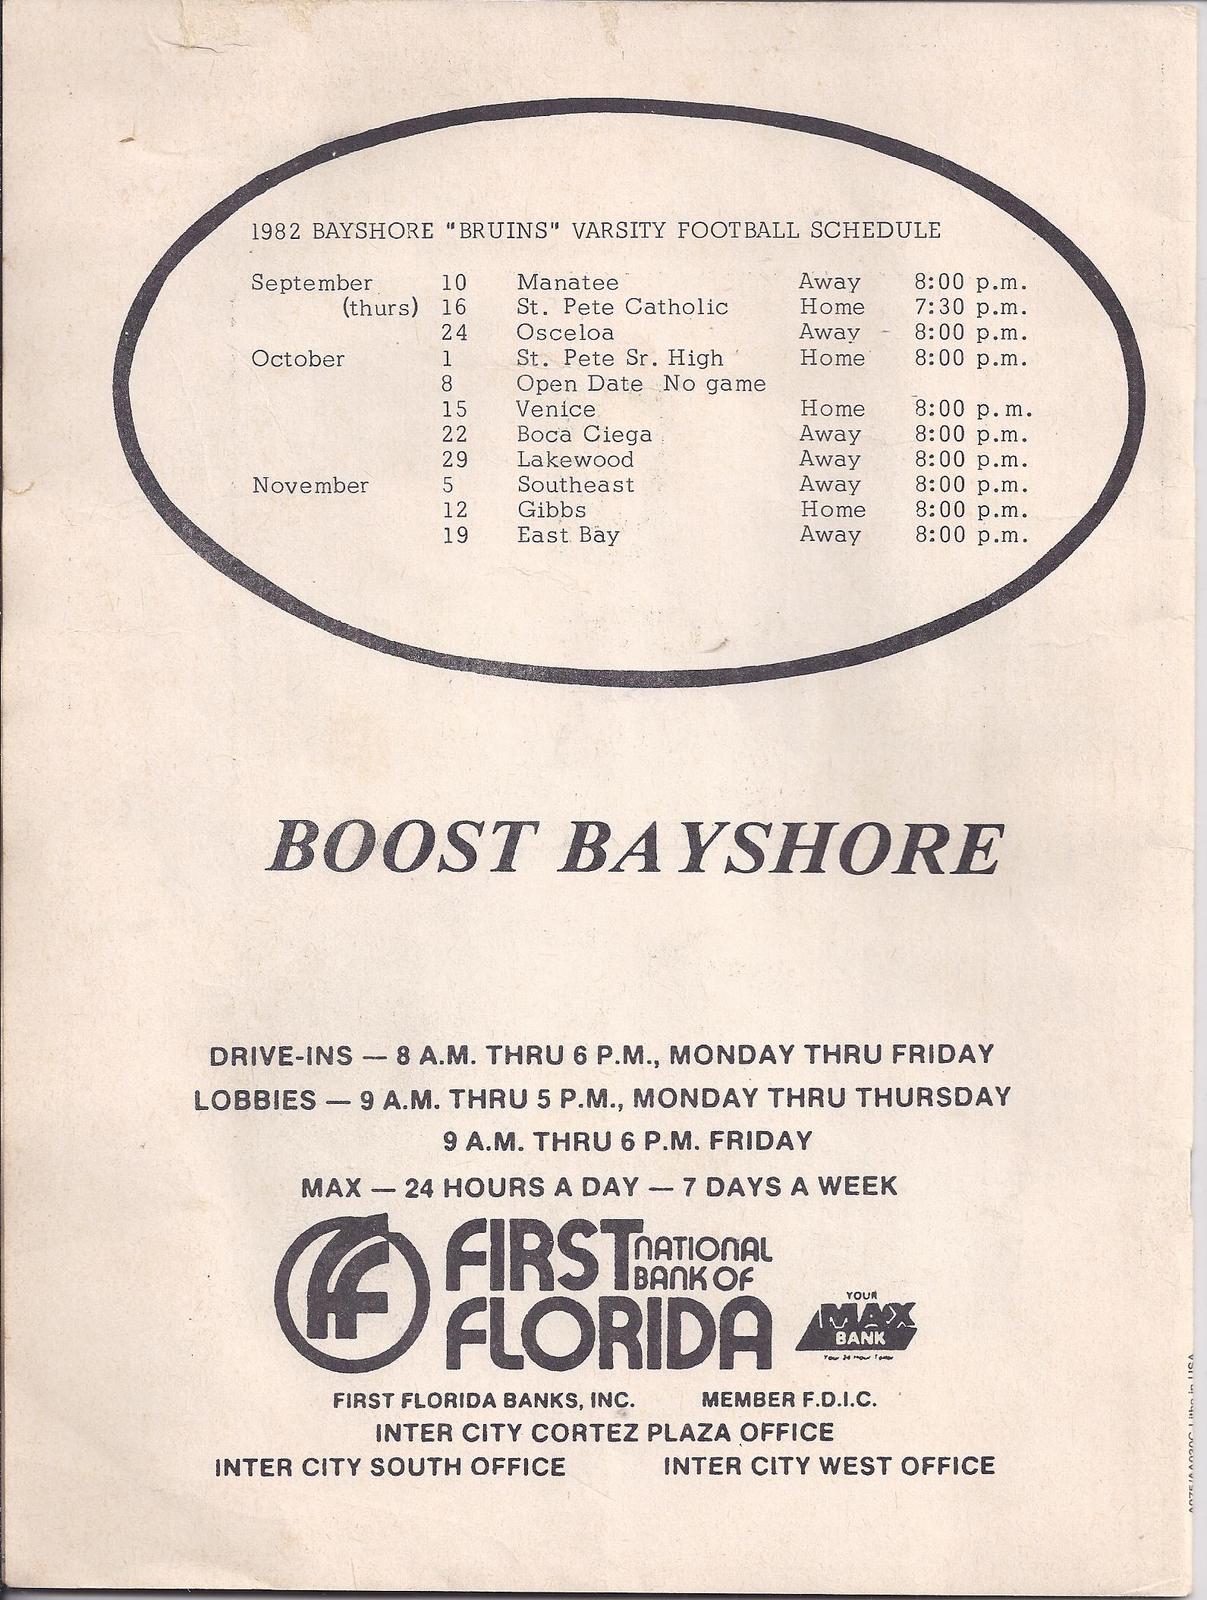 1982 BAYSHORE "BRUINS" VARSITY FOOTBALL SCHEDULE
September 10 Manatee Away 8:00 p.m.
(thurs) 16 St. Pete Catholic Home 7:30 p.m.
24 Osceloa Away 8:00 p.m.
October 1 St. Pete Sr. High Home 8:00 p.m.
8 Open Date No game
15 Venice Home 8:00 p.m.
22 Boca Ciega Away 8:00 p.m.
29 Lakewood Away 8:00 p.m.
November 5 Southeast Away 8:00 p.m.
12 Gibbs Home 8:00 p.m.
19 East Bay Away 8:00 p.m.
BOOST BAYSHORE
DRIVE-INS — 8 A.M. THRU 6 P.M., MONDAY THRU FRIDAY
LOBBIES — 9 A.M. THRU 5 P.M., MONDAY THRU THURSDAY
9 A.M. THRU 6 P.M. FRIDAY
MAX — 24 HOURS A DAY — 7 DAYS A WEEK
FIRST NATIONAL
BANK OF
FLORIDA
YOUR
MAX
BANK
FIRST FLORIDA BANKS, INC. MEMBER F.D.I.C.
INTER CITY CORTEZ PLAZA OFFICE
INTER CITY SOUTH OFFICE INTER CITY WEST OFFICE
Litho in USA